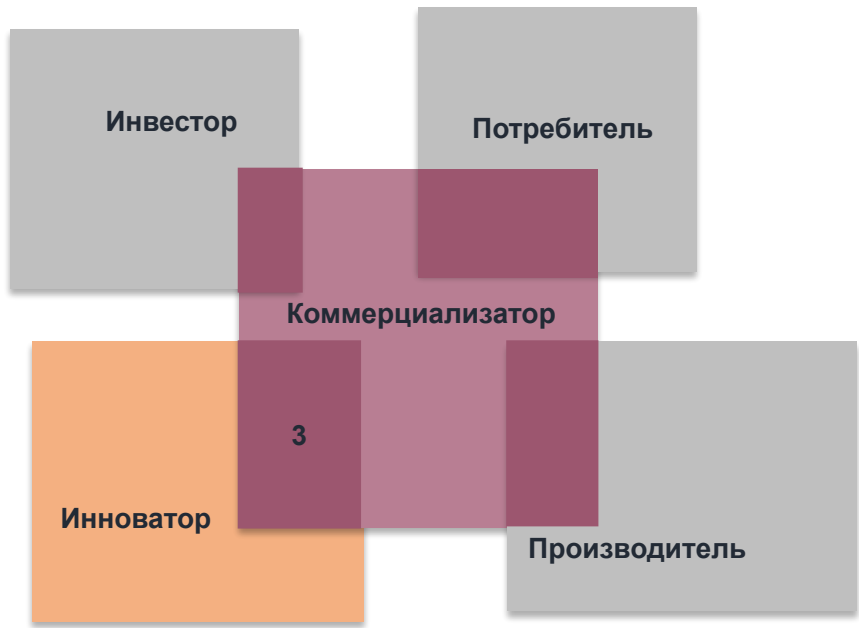 Инвестор
Потребитель
Коммерциализатор
3
Инноватор
Производитель